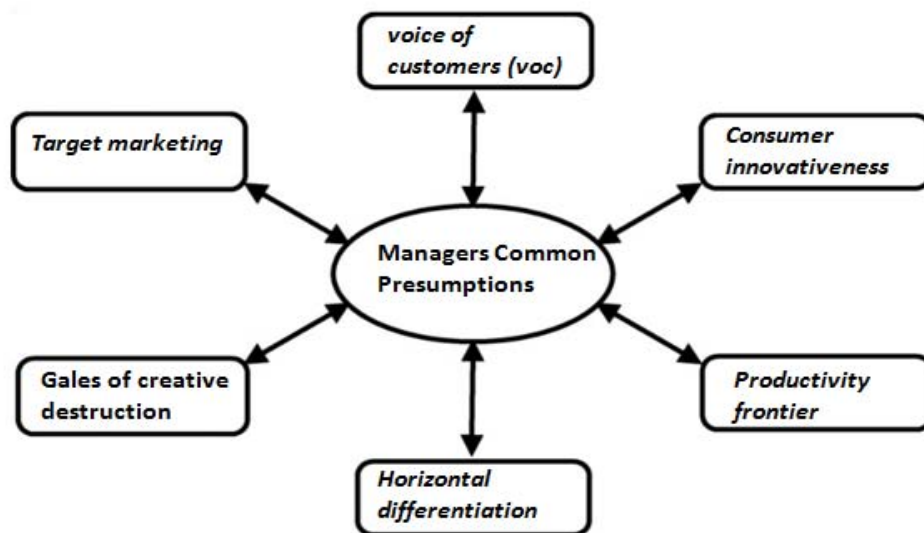 voice of
customers (voc)
Target marketing
Consumer
innovativeness
Managers Common
Presumptions
Gales of creative
destruction
Productivity
frontier
Horizontal
differentiation